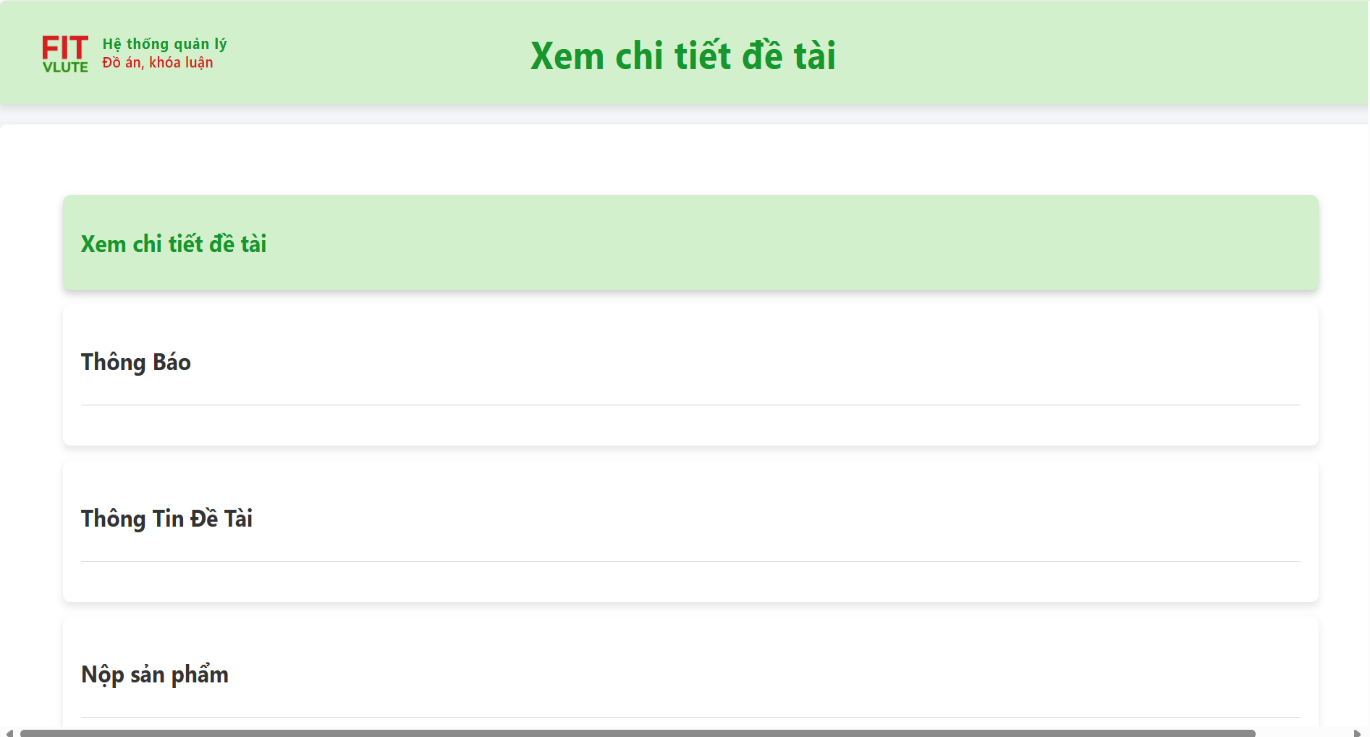 FIT
VLUTE
Hệ thống quản lý
Đồ án, khóa luận
Xem chi tiết đề tài
Xem chi tiết đề tài
Thông Báo
Thông Tin Đề Tài
Nộp sản phẩm